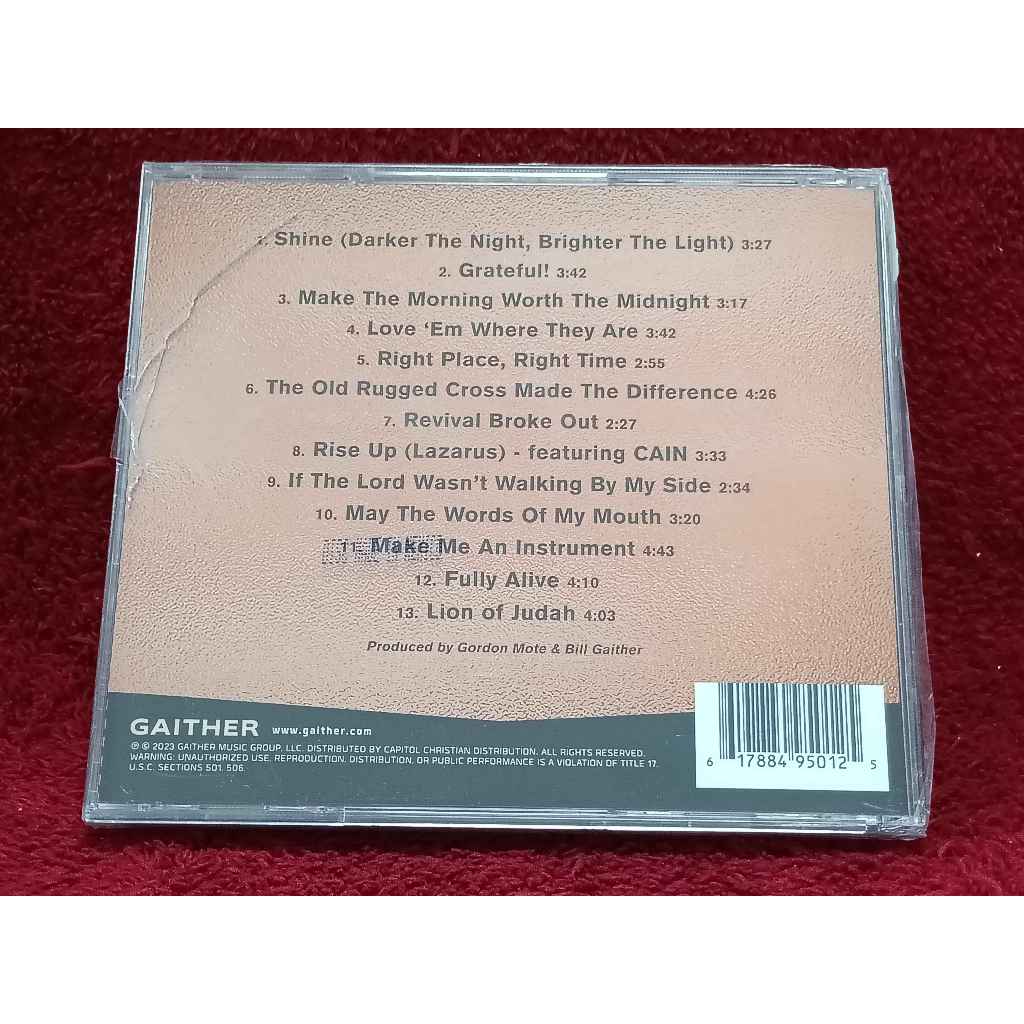 1. Shine (Darker The Night, Brighter The Light) 3:27
2. Grateful! 3:42
3. Make The Morning Worth The Midnight 3:17
4. Love ‘Em Where They Are 3:42
5. Right Place, Right Time 2:55
6. The Old Rugged Cross Made The Difference 4:26
7. Revival Broke Out 2:27
8. Rise Up (Lazarus) - featuring CAIN 3:33
9. If The Lord Wasn’t Walking By My Side 2:34
10. May The Words Of My Mouth 3:20
11. Make Me An Instrument 4:43
12. Fully Alive 4:10
13. Lion of Judah 4:03
Produced by Gordon Mote & Bill Gaither
GAITHER www.gaither.com
℗ © 2023 GAITHER MUSIC GROUP, LLC. DISTRIBUTED BY CAPITOL CHRISTIAN DISTRIBUTION. ALL RIGHTS RESERVED.
WARNING: UNAUTHORIZED USE, REPRODUCTION, DISTRIBUTION, OR PUBLIC PERFORMANCE IS A VIOLATION OF TITLE 17,
U.S.C. SECTIONS 501, 506.
6 17884 95012 5